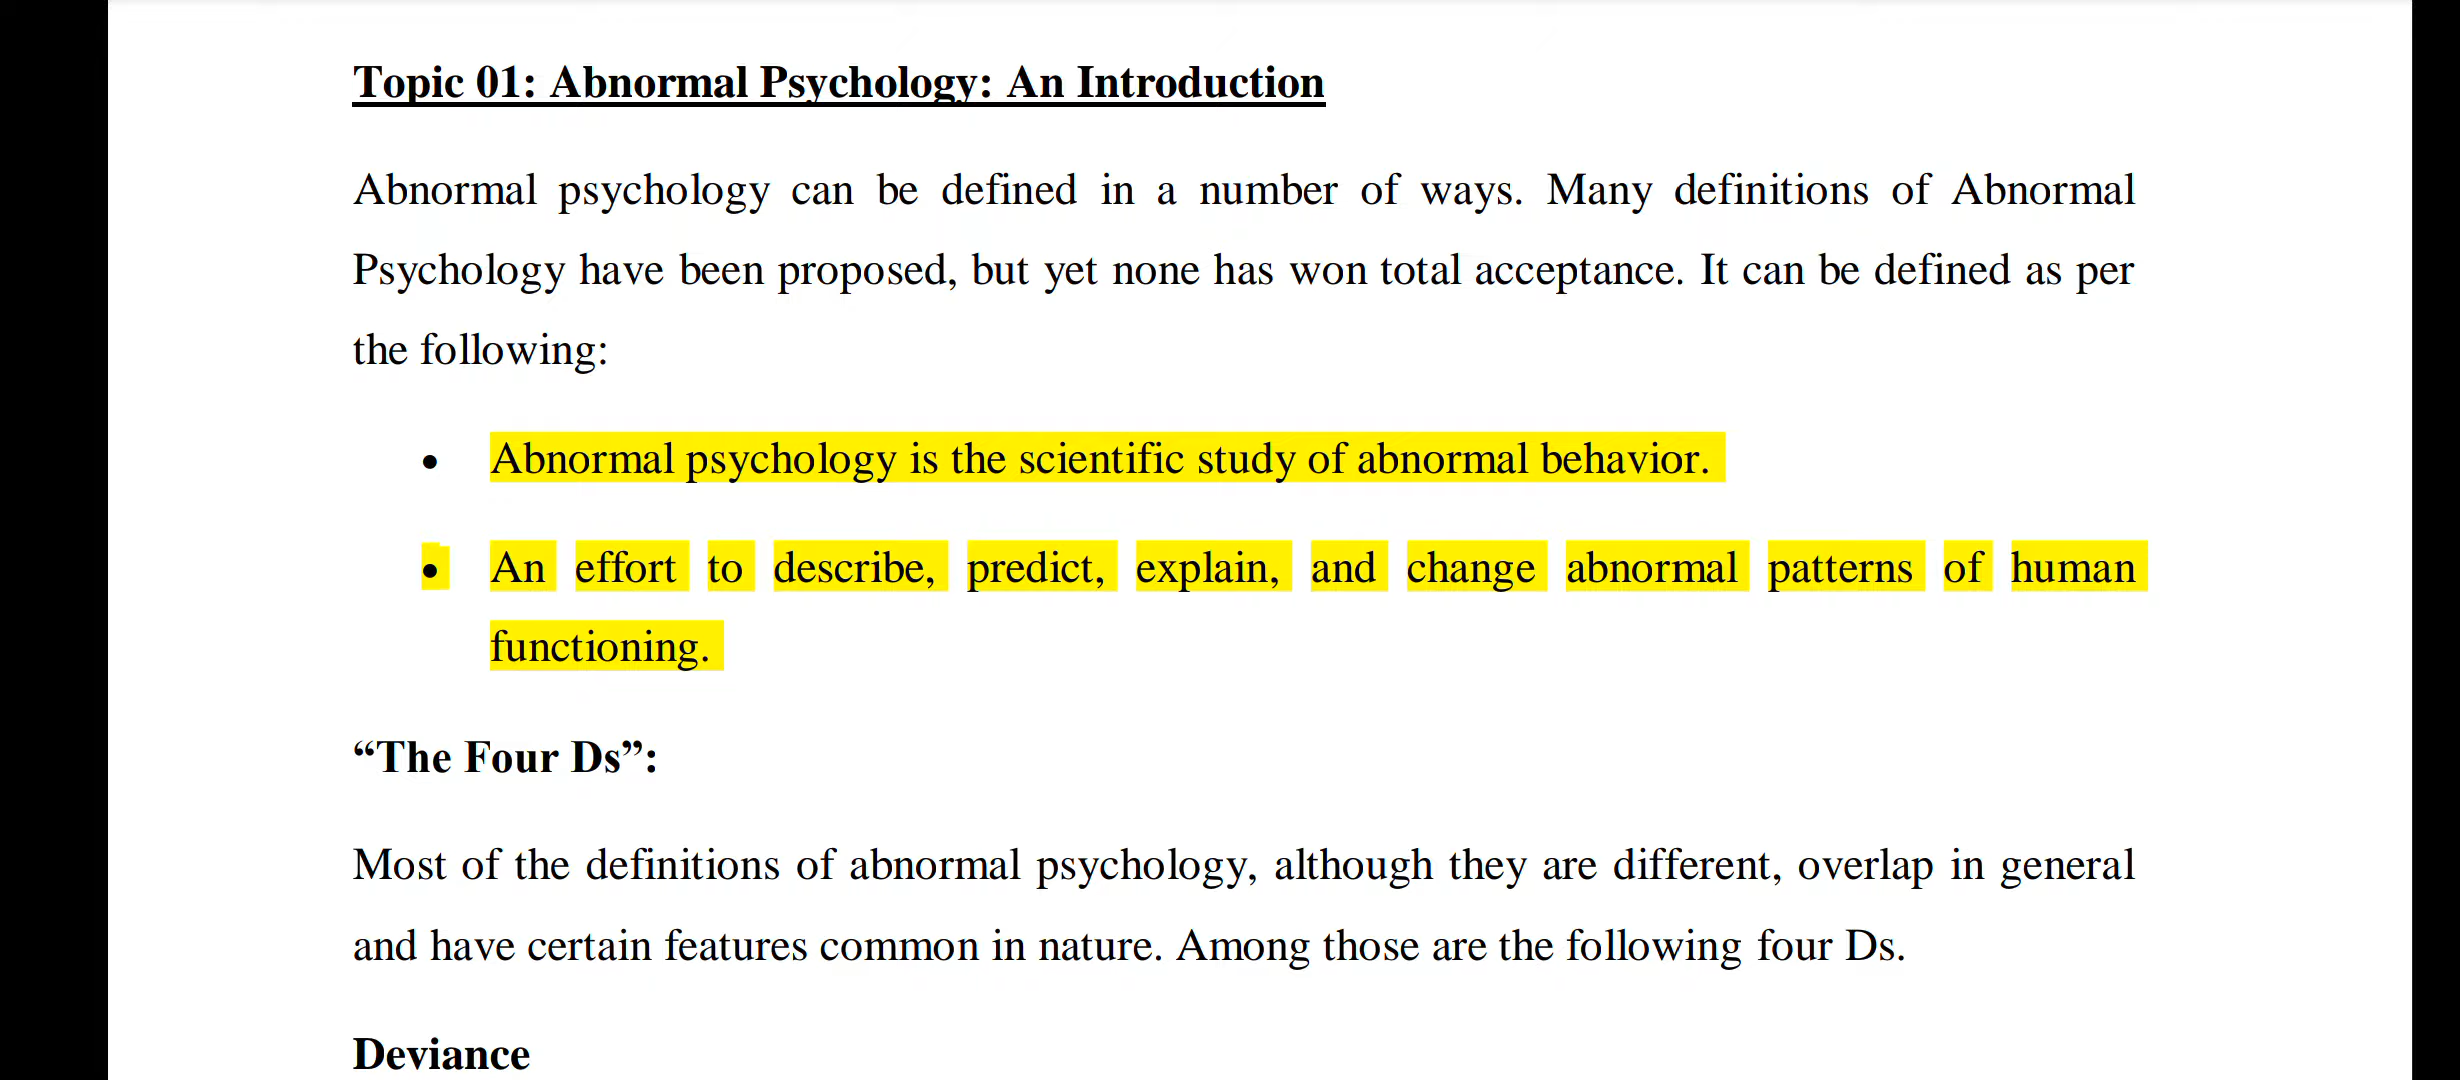 Topic 01: Abnormal Psychology: An Introduction
Abnormal psychology can be defined in a number of ways. Many definitions of Abnormal
Psychology have been proposed, but yet none has won total acceptance. It can be defined as per
the following:
• Abnormal psychology is the scientific study of abnormal behavior.
• An effort to describe, predict, explain, and change abnormal patterns of human
functioning.
“The Four Ds”:
Most of the definitions of abnormal psychology, although they are different, overlap in general
and have certain features common in nature. Among those are the following four Ds.
Deviance